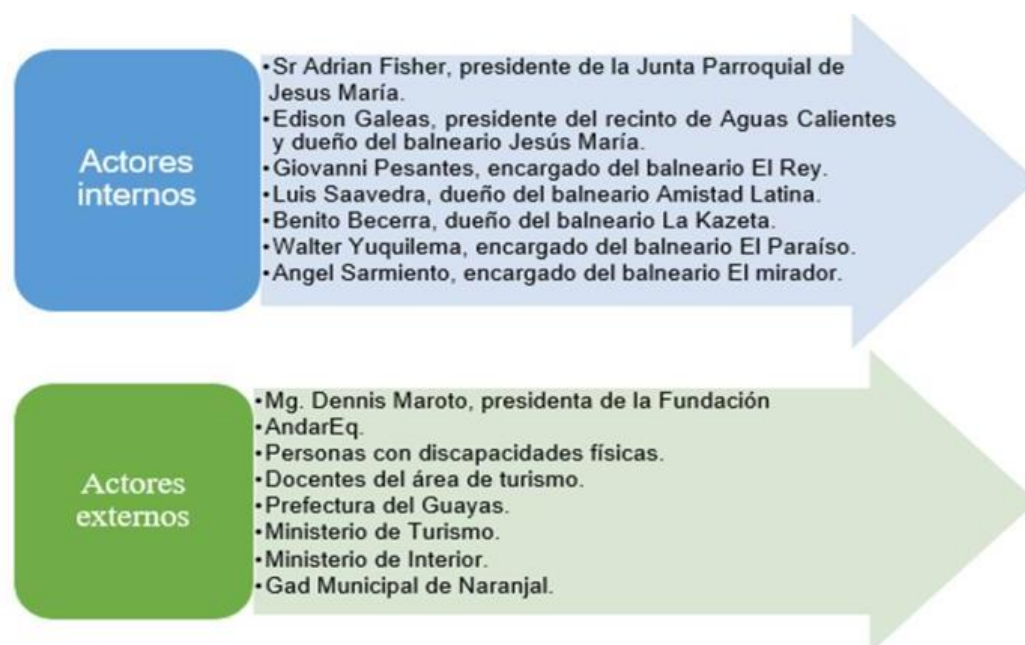 Actores
internos
•Sr Adrian Fisher, presidente de la Junta Parroquial de
Jesus María.
•Edison Galeas, presidente del recinto de Aguas Calientes
y dueño del balneario Jesús María.
•Giovanni Pesantes, encargado del balneario El Rey.
•Luis Saavedra, dueño del balneario Amistad Latina.
•Benito Becerra, dueño del balneario La Kazeta.
•Walter Yuquilema, encargado del balneario El Paraíso.
•Angel Sarmiento, encargado del balneario El mirador.
Actores
externos
•Mg. Dennis Maroto, presidenta de la Fundación
•AndarEq.
•Personas con discapacidades físicas.
•Docentes del área de turismo.
•Prefectura del Guayas.
•Ministerio de Turismo.
•Ministerio de Interior.
•Gad Municipal de Naranjal.